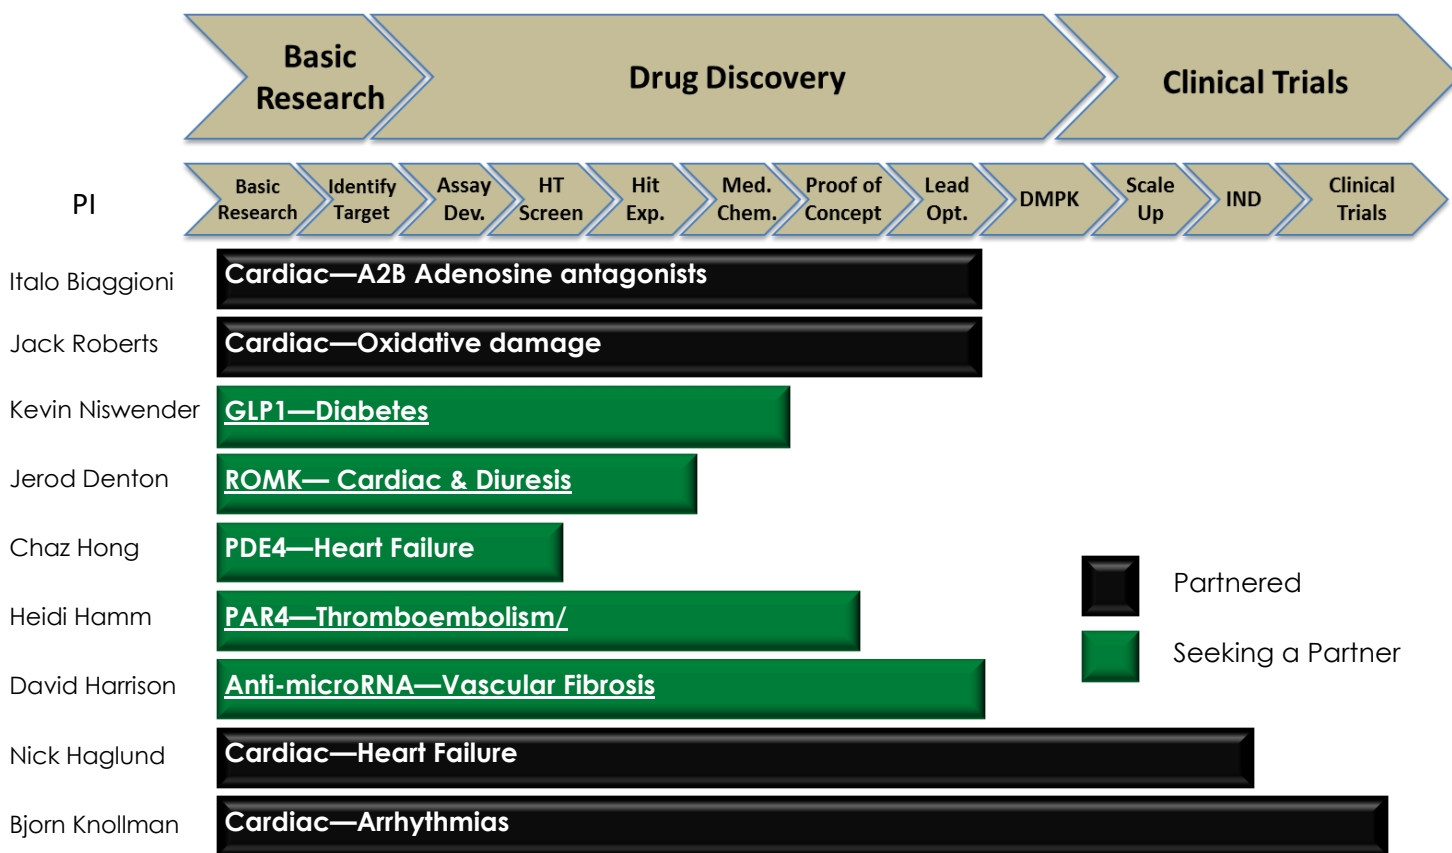 Basic
Research
Drug Discovery
Clinical Trials
PI
Basic
Research
Identify
Target
Assay
Dev.
HT
Screen
Hit
Exp.
Med.
Chem.
Proof of
Concept
Lead
Opt.
DMPK
Scale
Up
IND
Clinical
Trials
Italo Biaggioni
Cardiac—A2B Adenosine antagonists
Jack Roberts
Cardiac—Oxidative damage
Kevin Niswender
GLP1—Diabetes
Jerod Denton
ROMK— Cardiac & Diuresis
Chaz Hong
PDE4—Heart Failure
Heidi Hamm
PAR4—Thromboembolism/
David Harrison
Anti-microRNA—Vascular Fibrosis
Nick Haglund
Cardiac—Heart Failure
Bjorn Knollman
Cardiac—Arrhythmias
Partnered
Seeking a Partner